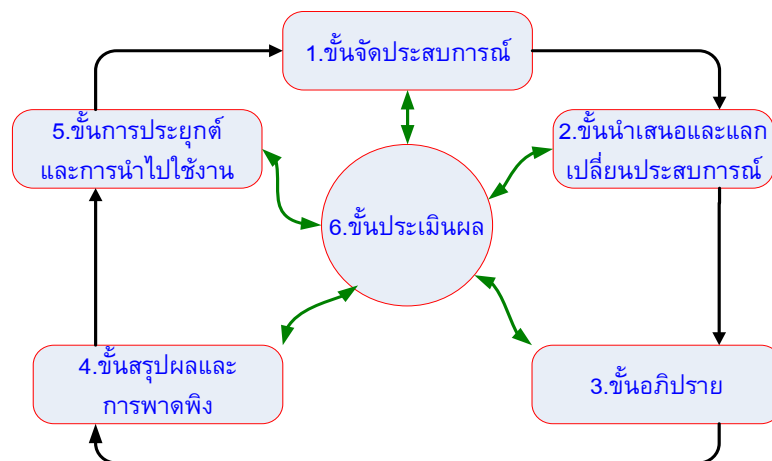 1.ขั้นจัดประสบการณ์
2.ขั้นนำเสนอและแลก
เปลี่ยนประสบการณ์
3.ขั้นอภิปราย
4.ขั้นสรุปผลและ
การพาดพิง
5.ขั้นการประยุกต์
และการนำไปใช้งาน
6.ขั้นประเมินผล